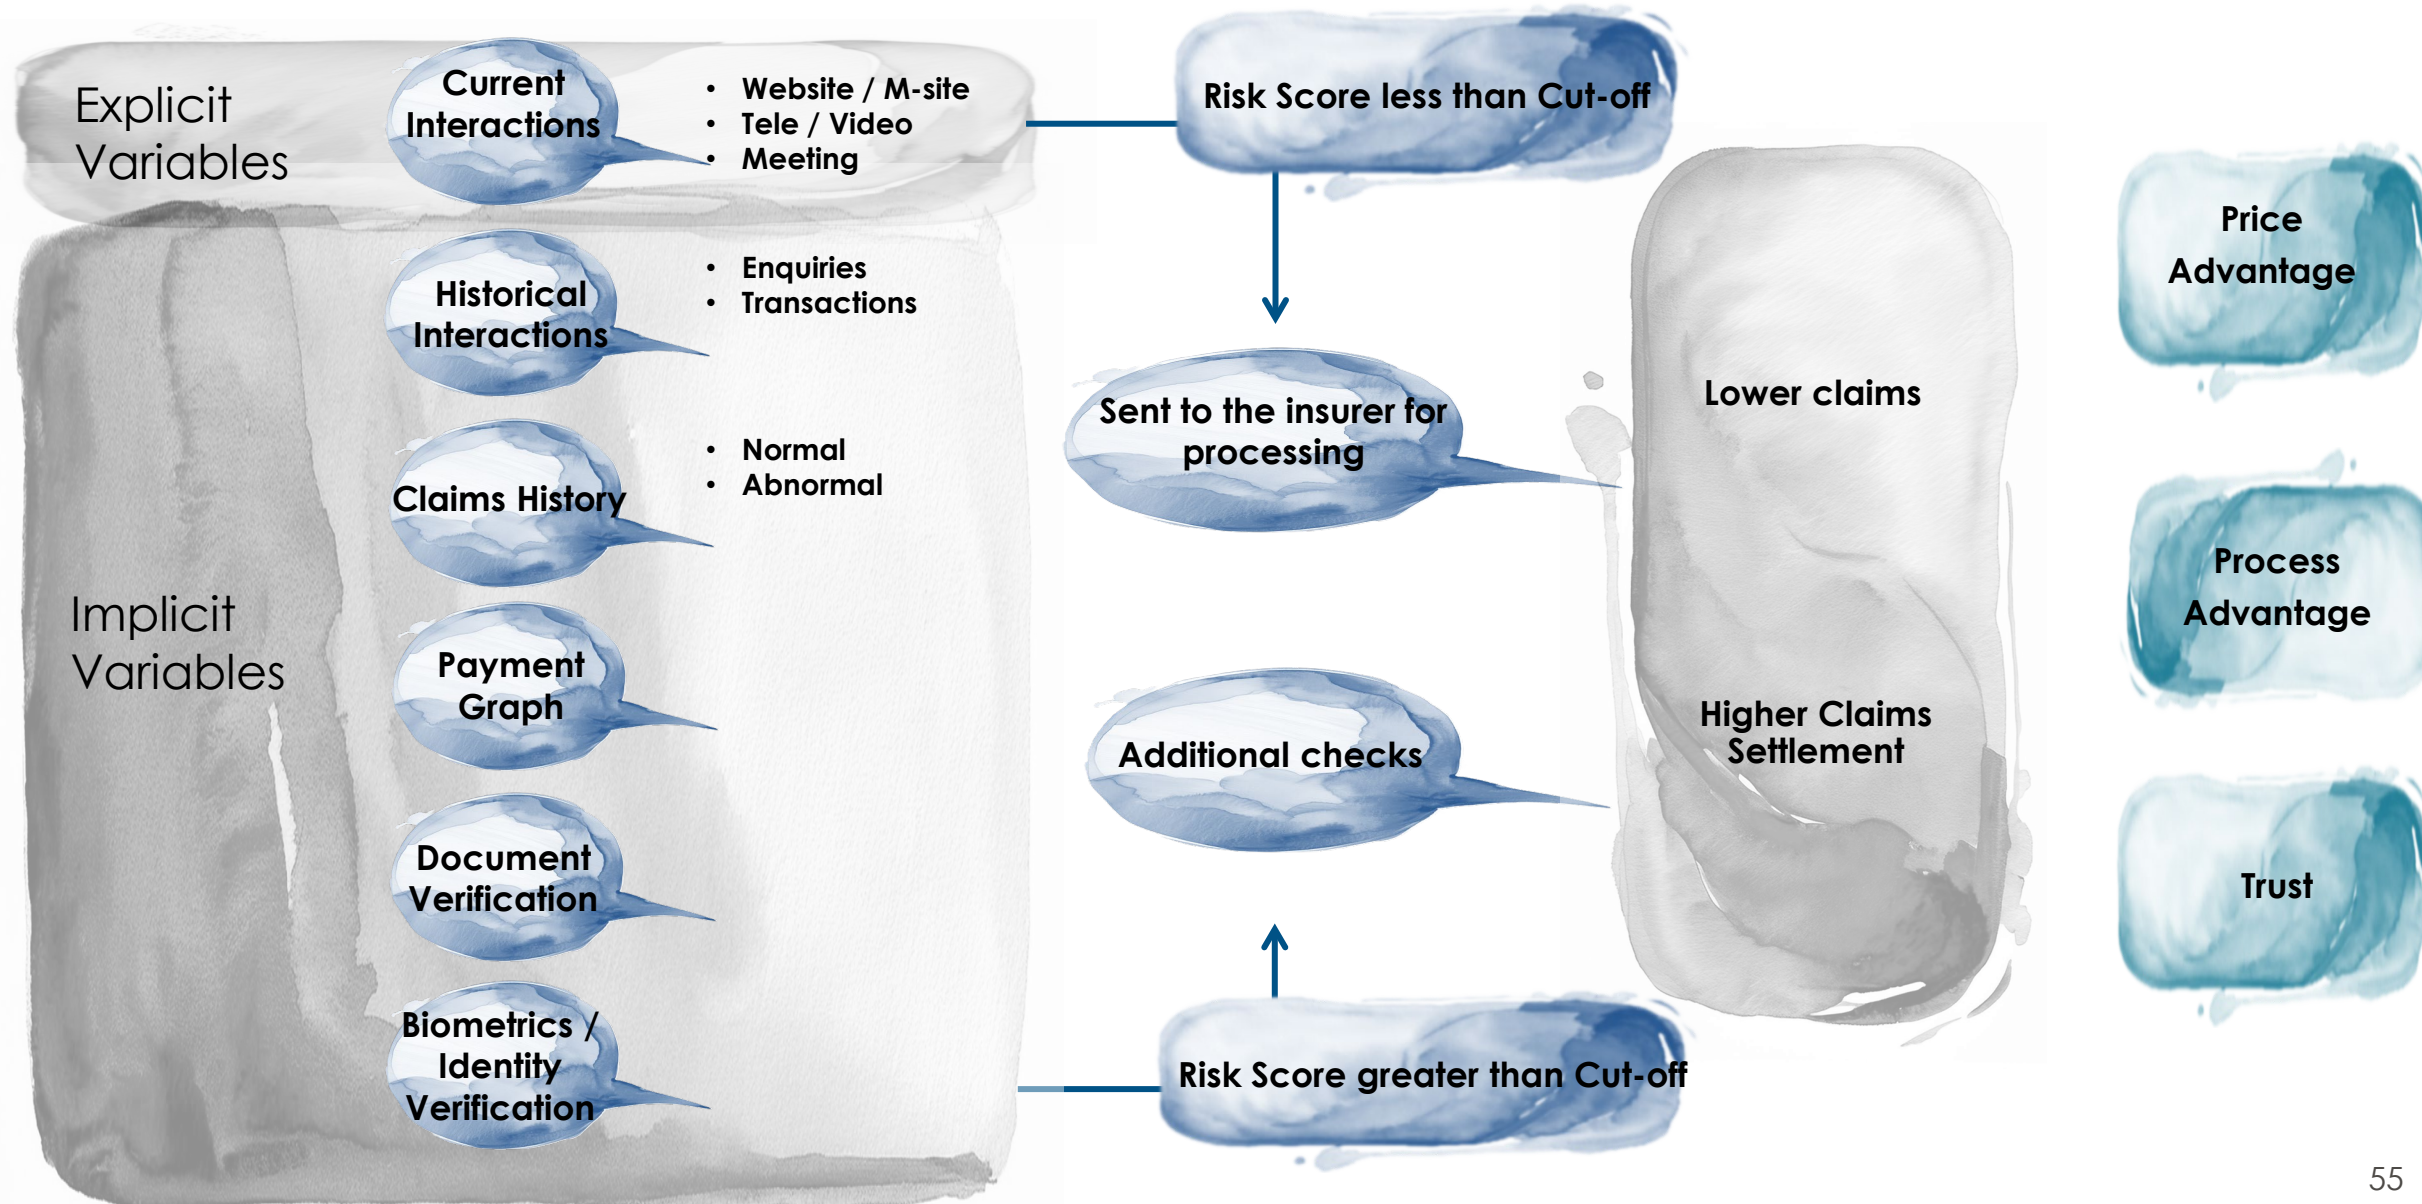 Explicit
Variables
Current
Interactions
• Website / M-site
• Tele / Video
• Meeting
Historical
Interactions
• Enquiries
• Transactions
Claims History
• Normal
• Abnormal
Implicit
Variables
Payment
Graph
Document
Verification
Biometrics /
Identity
Verification
Risk Score less than Cut-off
Sent to the insurer for
processing
Additional checks
Risk Score greater than Cut-off
Lower claims
Higher Claims
Settlement
Price
Advantage
Process
Advantage
Trust
55